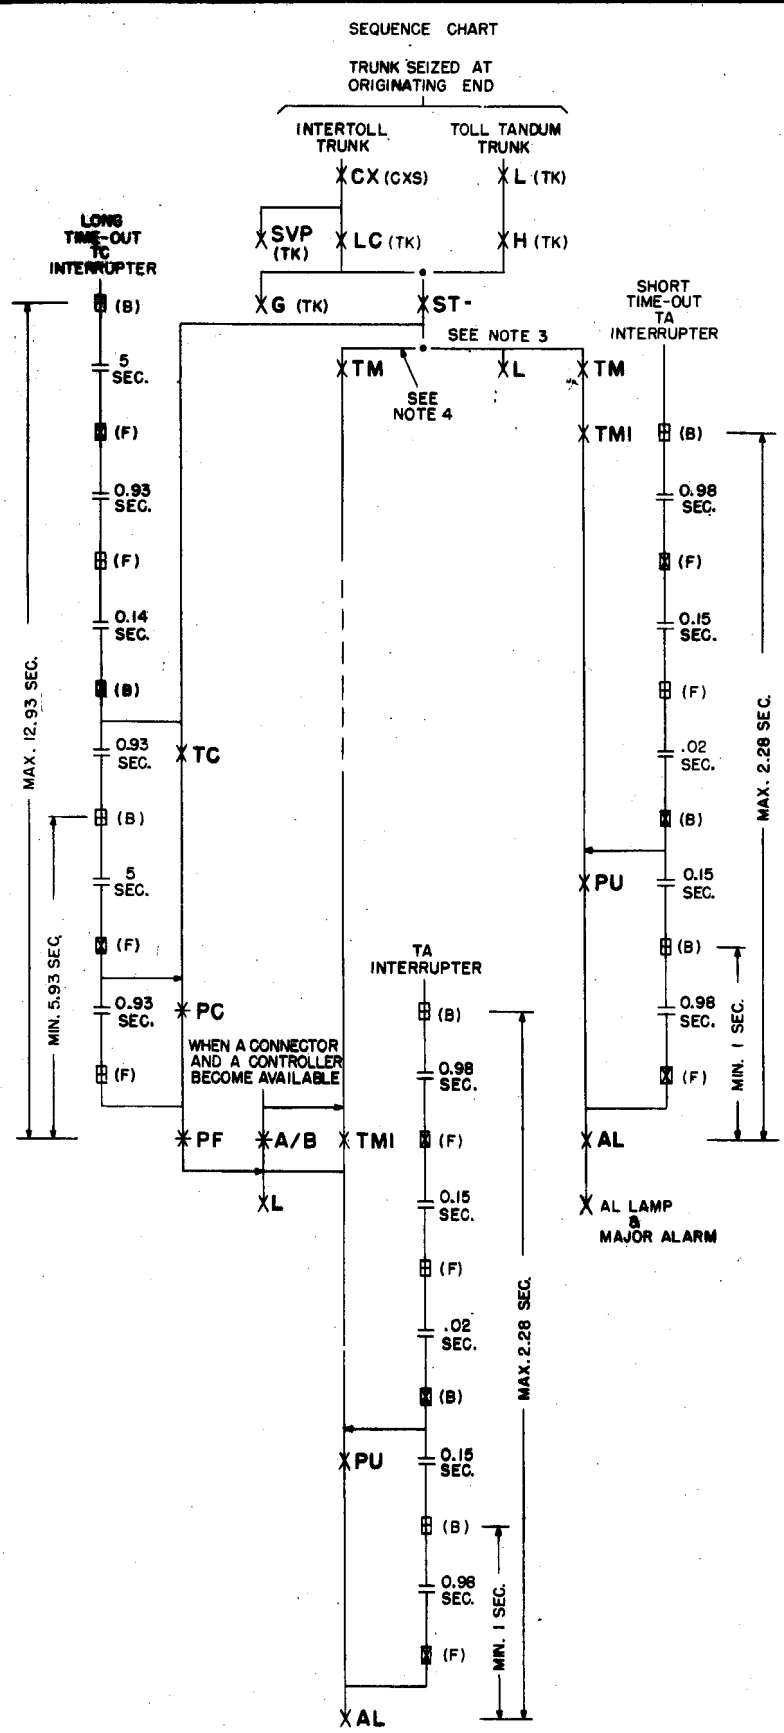 SEQUENCE CHART
TRUNK SEIZED AT
ORIGINATING END
INTERTOLL
TRUNK
TOLL TANDUM
TRUNK
CX (CXS)
L (TK)
LONG
TIME-OUT
TC
INTERRUPTER
SVP
(TK)
LC (TK)
H (TK)
(B)
G (TK)
ST-
SHORT
TIME-OUT
TA
INTERRUPTER
SEE NOTE 3
5
SEC.
TM
SEE
NOTE 4
L
TM
(F)
TM1
(B)
0.93
SEC.
0.98
SEC.
(F)
(F)
0.14
SEC.
0.15
SEC.
(B)
(F)
MAX. 12.93 SEC.
0.93
SEC.
TC
.02
SEC.
MAX. 2.28 SEC.
(B)
(B)
5
SEC.
PU
0.15
SEC.
(F)
(B)
MIN. 5.93 SEC.
TA
INTERRUPTER
0.93
SEC.
PC
(B)
0.98
SEC.
MIN. 1 SEC.
WHEN A CONNECTOR
AND A CONTROLLER
BECOME AVAILABLE
(F)
0.98
SEC.
(F)
PF
A/B
TM1
(F)
AL
L
0.15
SEC.
AL LAMP
&
MAJOR ALARM
(F)
.02
SEC.
MAX. 2.28 SEC.
(B)
PU
0.15
SEC.
(B)
0.98
SEC.
MIN. 1 SEC.
(F)
AL